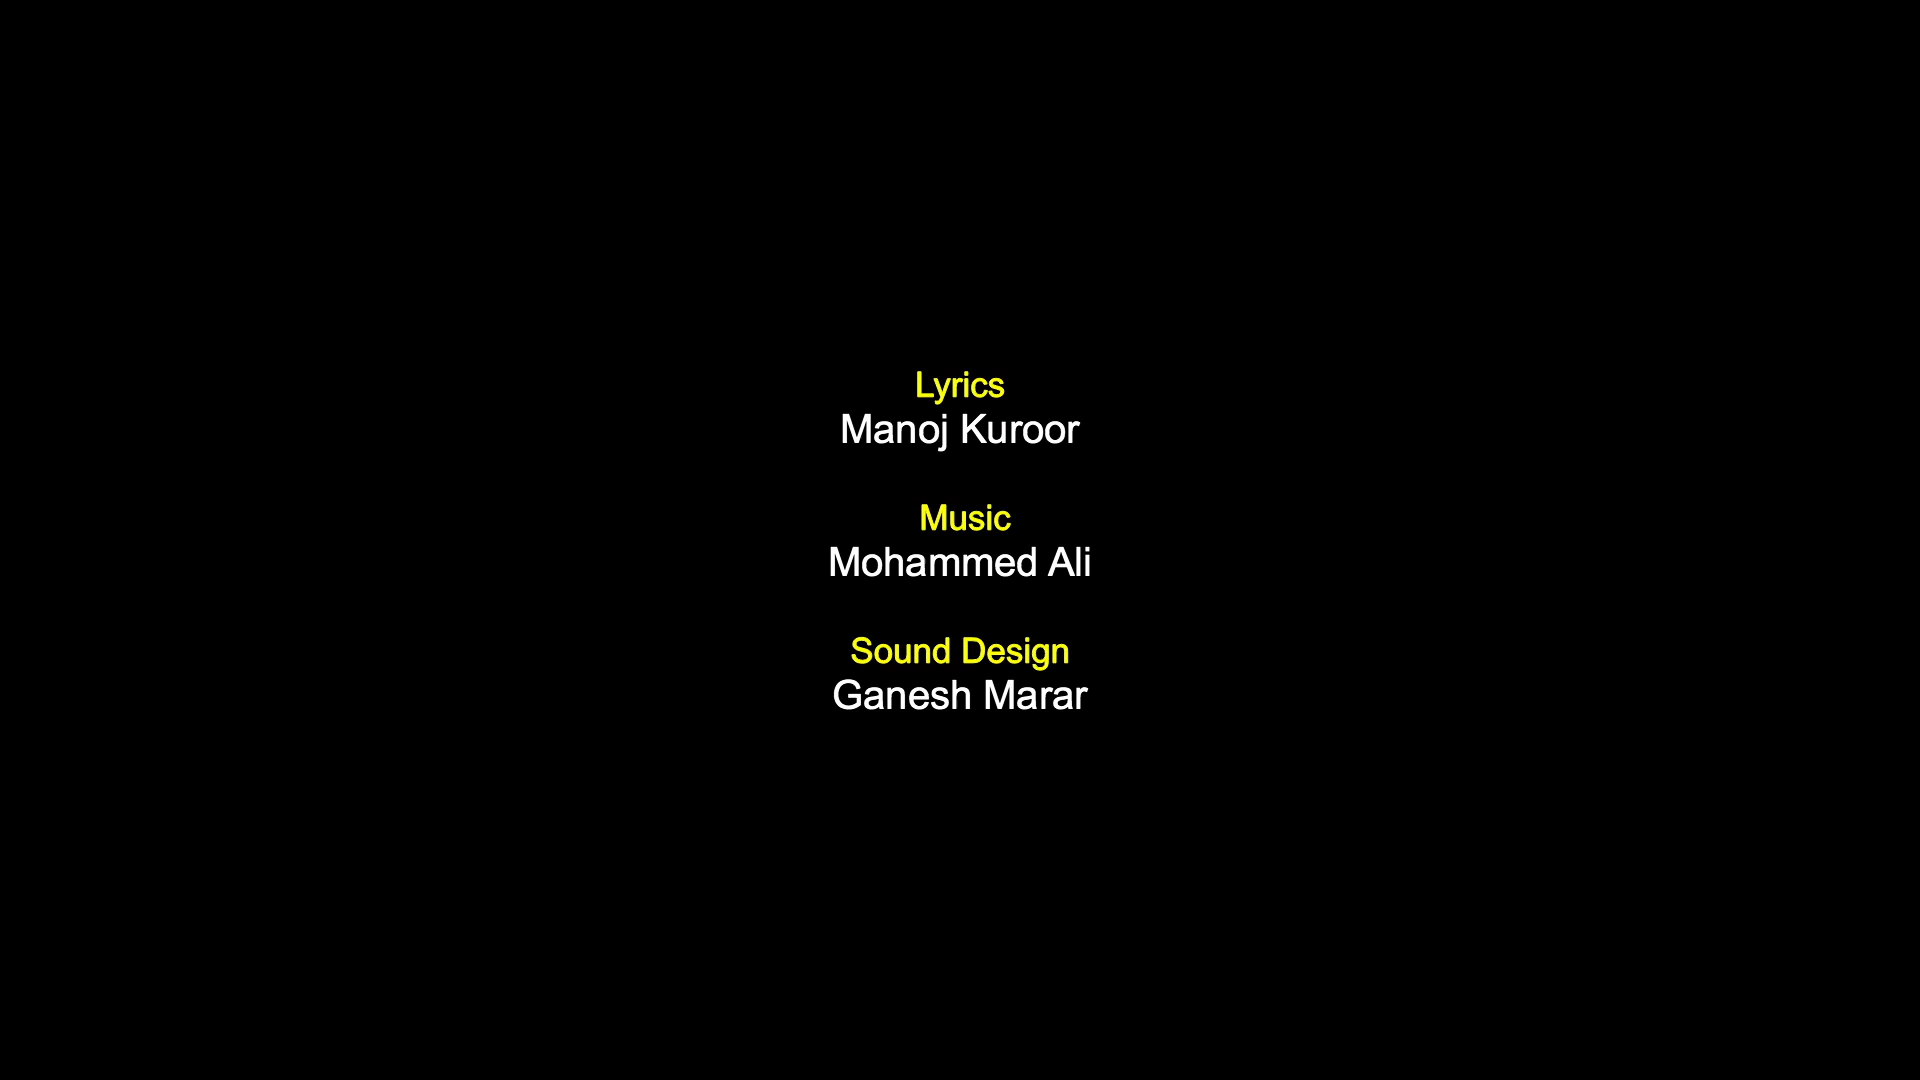 Lyrics
Manoj Kuroor
Music
Mohammed Ali
Sound Design
Ganesh Marar